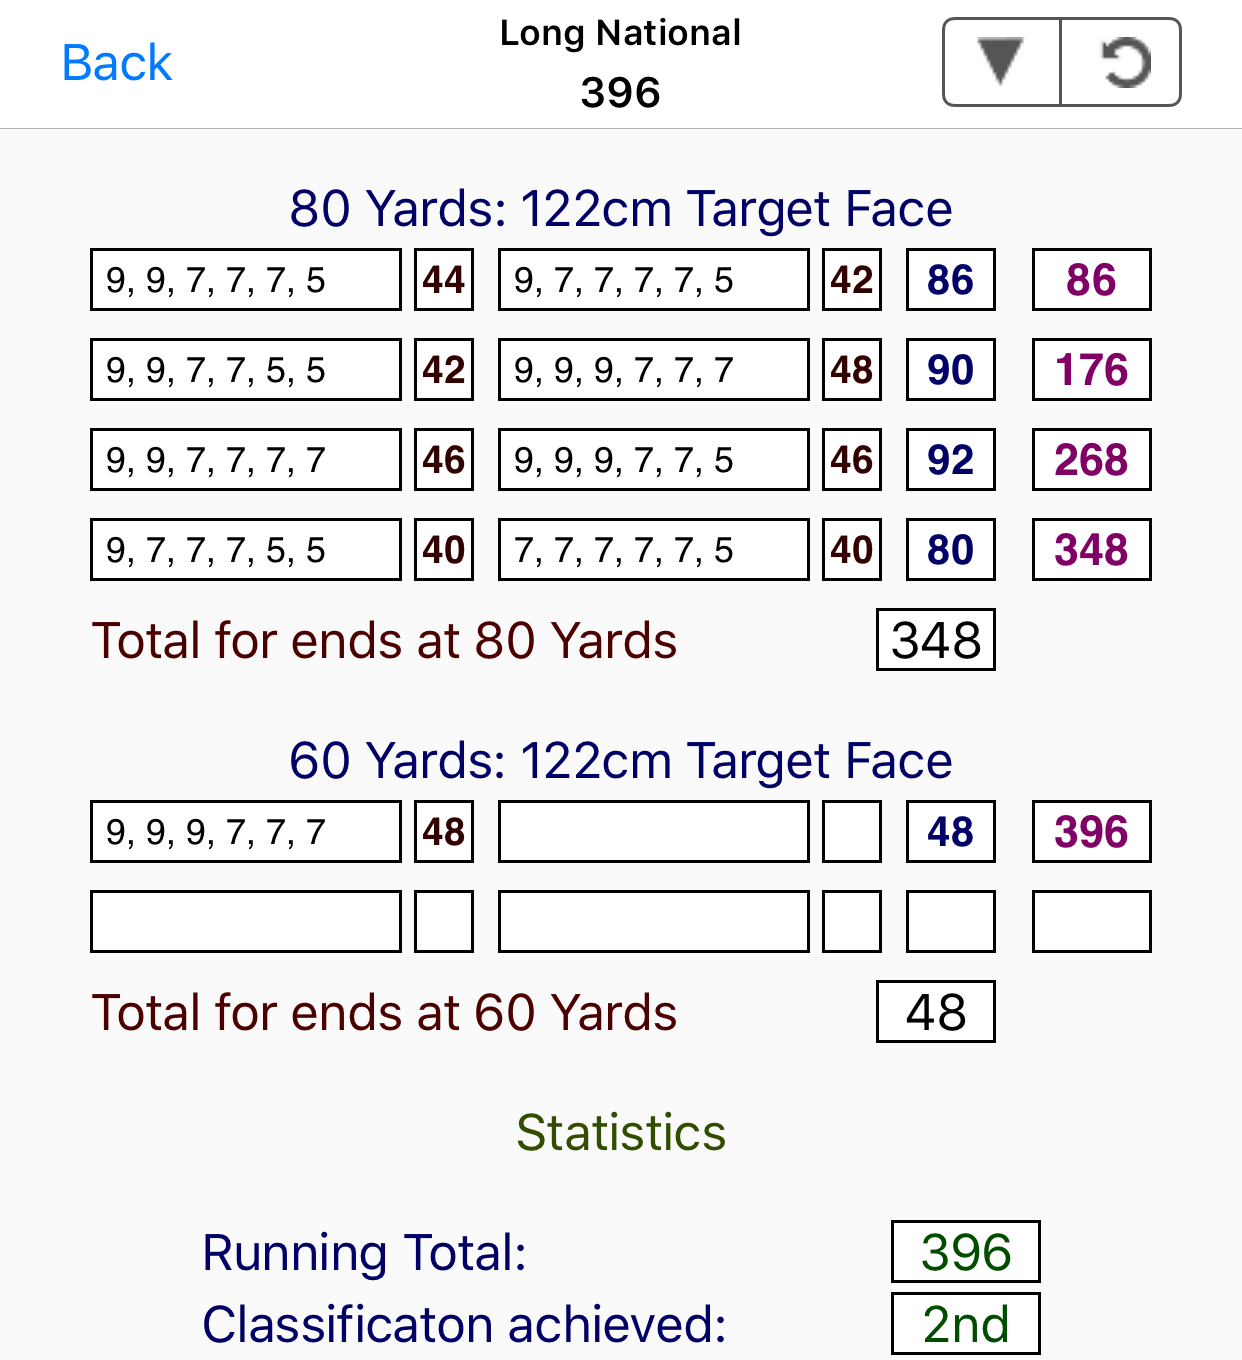 Back
Long National
396
80 Yards: 122cm Target Face
9, 9, 7, 7, 7, 5 44 9, 7, 7, 7, 7, 5 42 86 86
9, 9, 7, 7, 5, 5 42 9, 9, 9, 7, 7, 7 48 90 176
9, 9, 7, 7, 7, 7 46 9, 9, 9, 7, 7, 5 46 92 268
9, 7, 7, 7, 5, 5 40 7, 7, 7, 7, 7, 5 40 80 348
Total for ends at 80 Yards 348
60 Yards: 122cm Target Face
9, 9, 9, 7, 7, 7 48 48 396
Total for ends at 60 Yards 48
Statistics
Running Total: 396
Classificaton achieved: 2nd